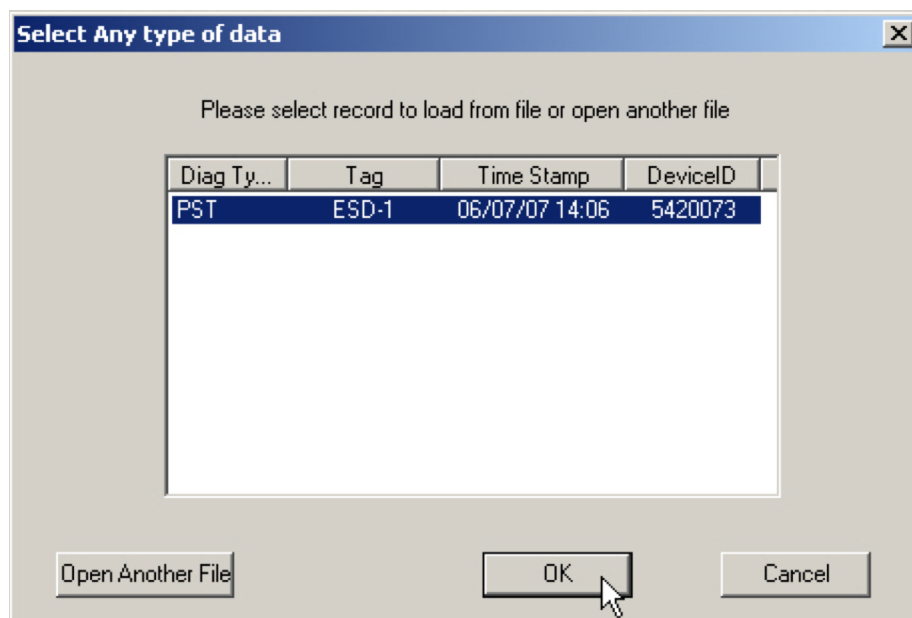 Select Any type of data
Please select record to load from file or open another file
Diag Ty... Tag Time Stamp DeviceID
PST ESD-1 06/07/07 14:06 5420073
Open Another File OK Cancel